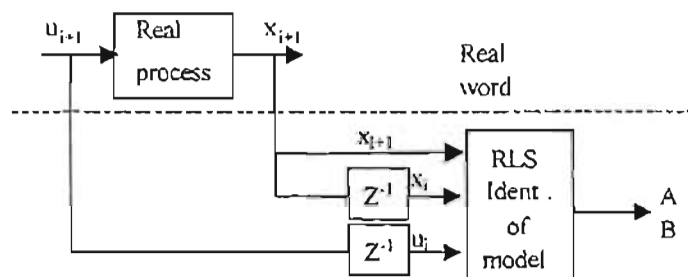 u_{i+1}
Real
process
x_{i+1}
Real
word
x_{i+1}
Z^{-1}
x_i
Z^{-1}
u_i
RLS
Ident .
of
model
A
B